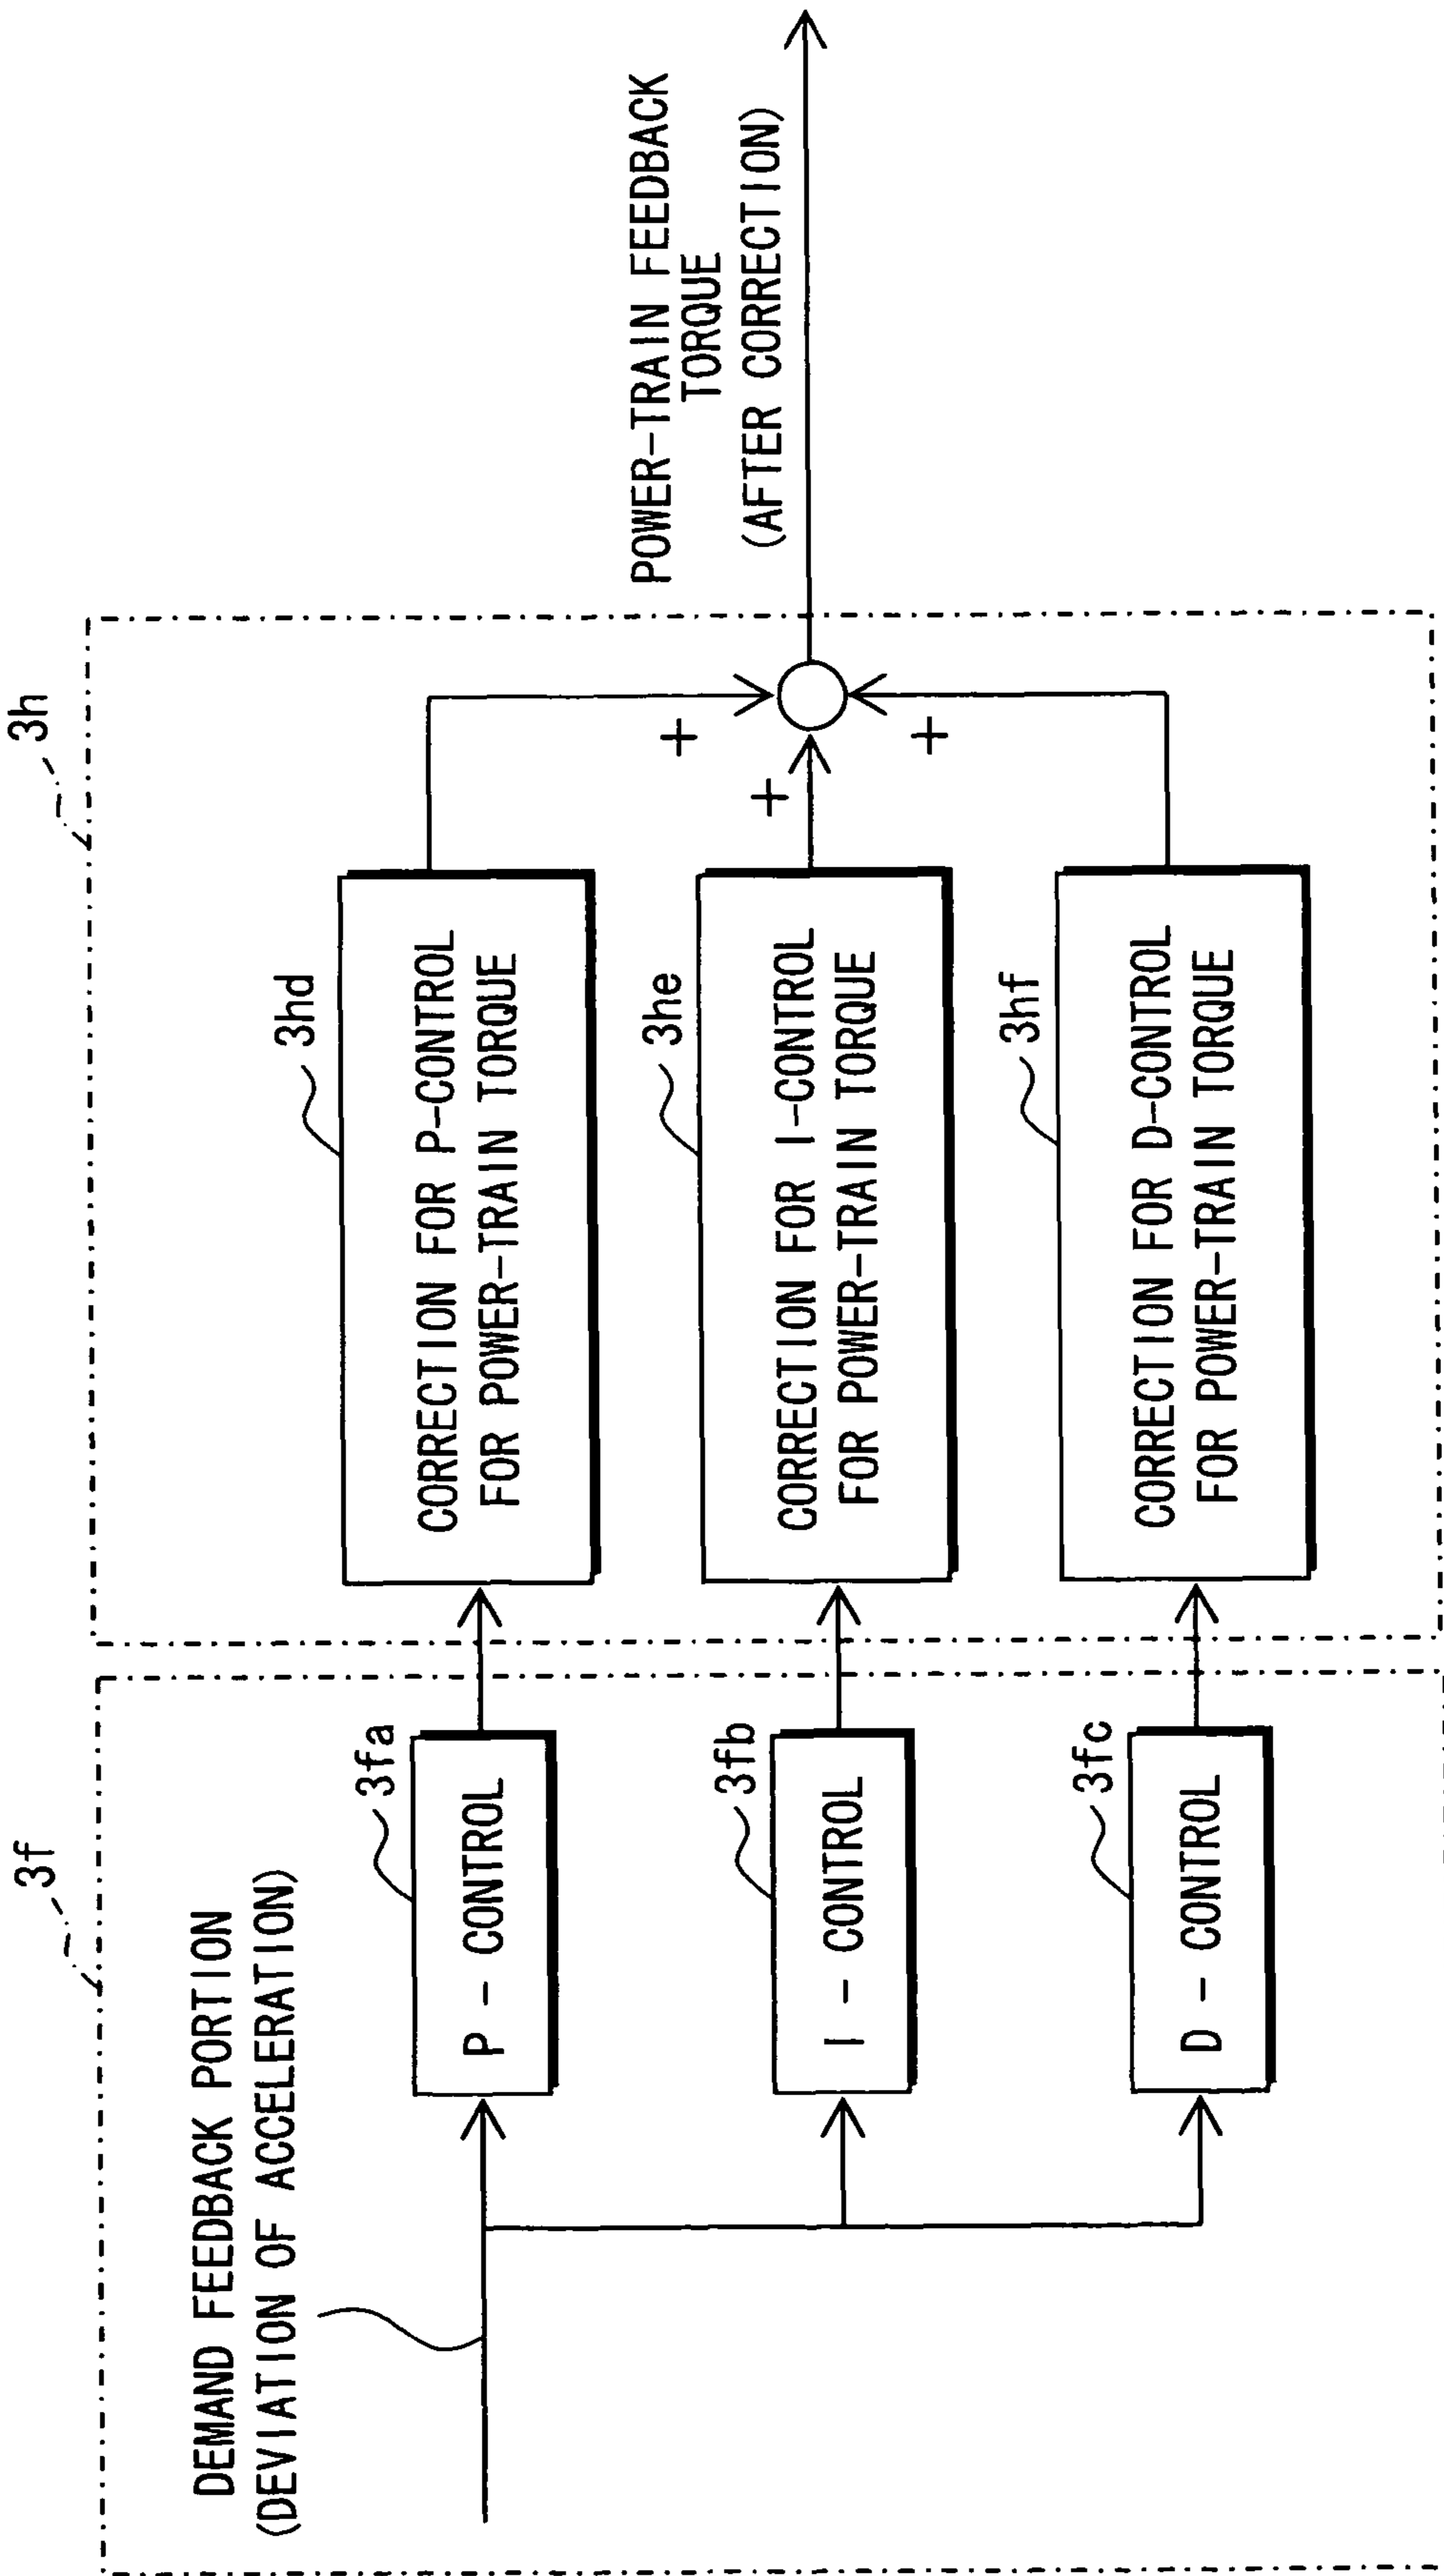 3f
DEMAND FEEDBACK PORTION
(DEVIATION OF ACCELERATION)
3fa
P - CONTROL
3fb
I - CONTROL
3fc
D - CONTROL
3h
3hd
CORRECTION FOR P-CONTROL
FOR POWER-TRAIN TORQUE
3he
CORRECTION FOR I-CONTROL
FOR POWER-TRAIN TORQUE
3hf
CORRECTION FOR D-CONTROL
FOR POWER-TRAIN TORQUE
+
+
+
POWER-TRAIN FEEDBACK
TORQUE
(AFTER CORRECTION)